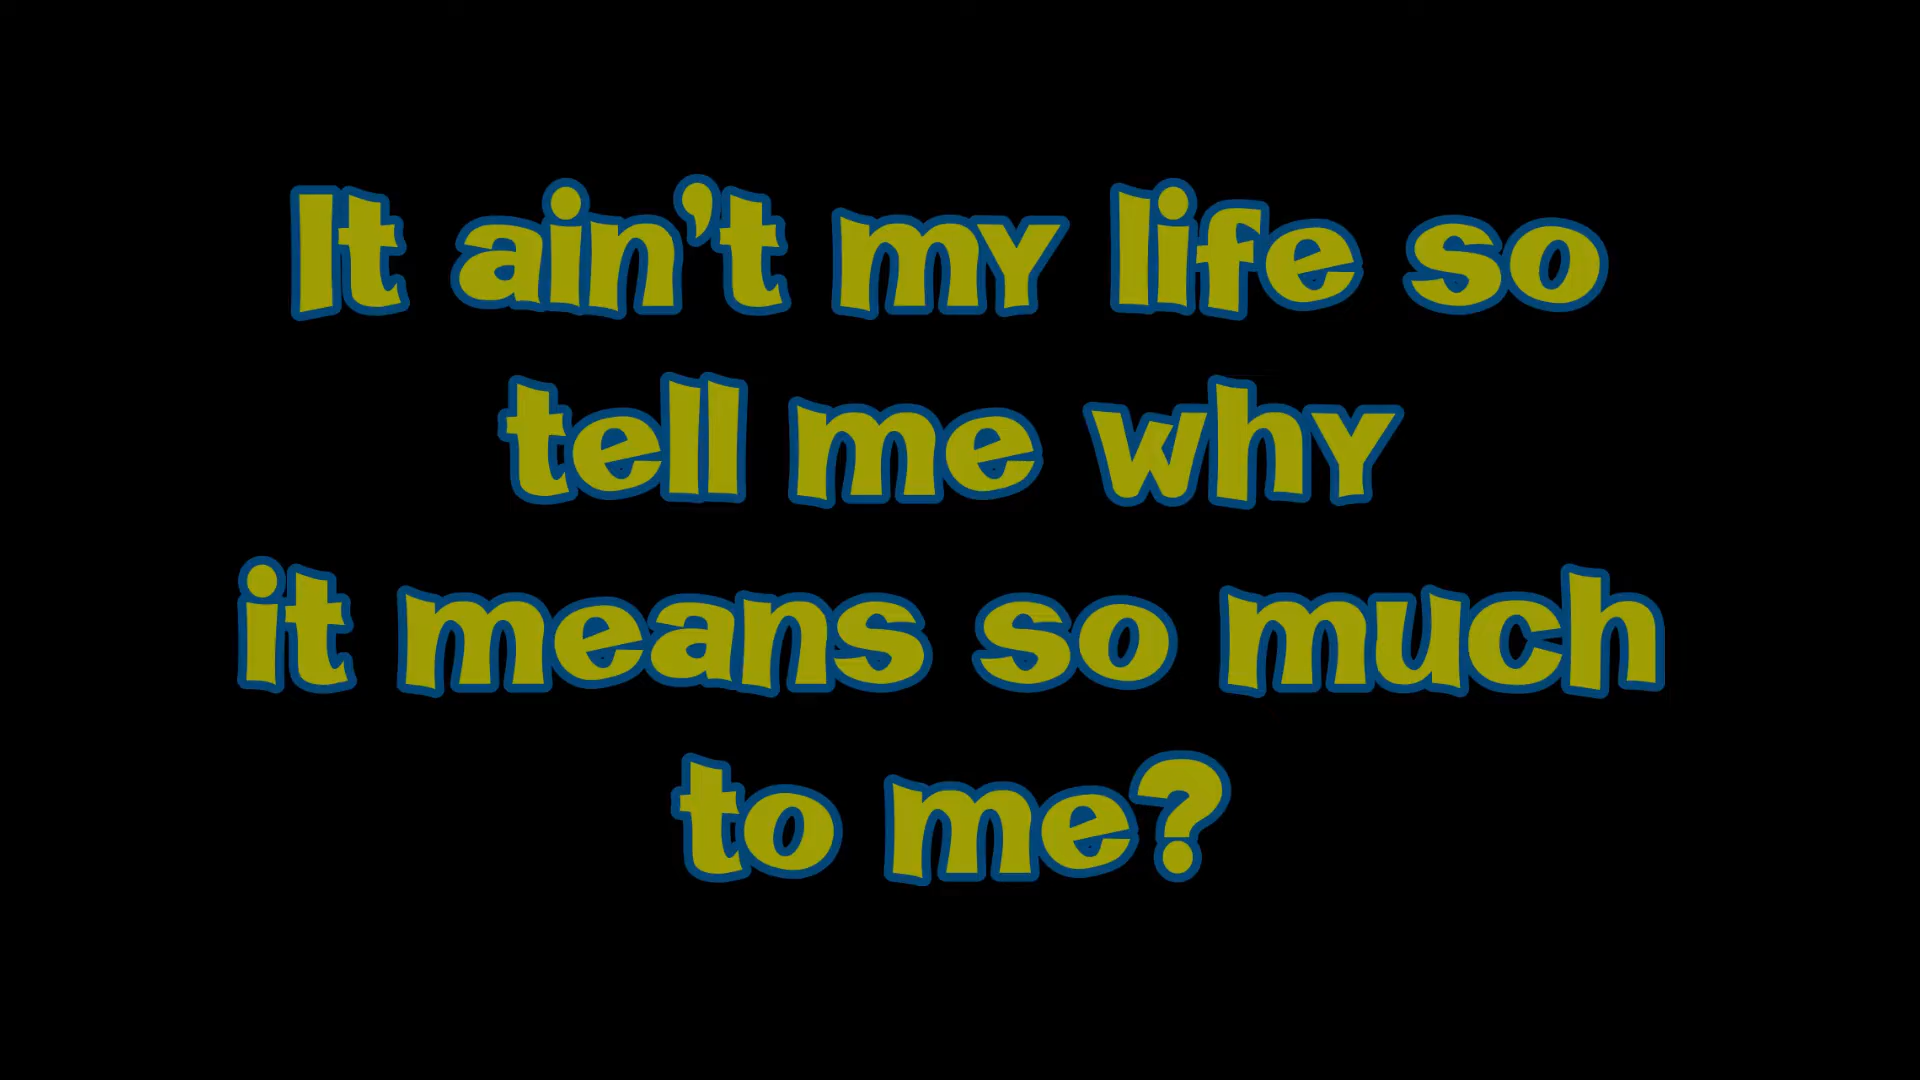 It ain't my life so
tell me why
it means so much
to me?